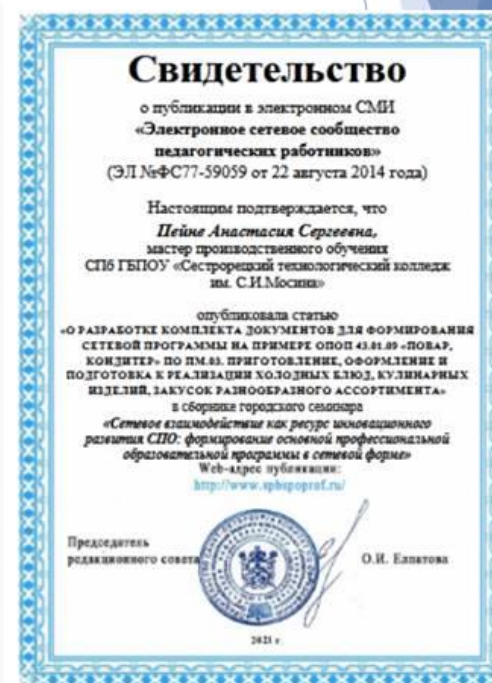 Свидетельство
о публикации в электронном СМИ
«Электронное сетевое сообщество
педагогических работников»
(ЭЛ №ФС77-59059 от 22 августа 2014 года)
Настоящим подтверждается, что
Пейне Анастасия Сергеевна,
мастер производственного обучения
СПб ГБПОУ «Сестрорецкий технологический колледж
им. С.И.Мосина»
опубликовала статью
«О РАЗРАБОТКЕ КОМПЛЕКТА ДОКУМЕНТОВ ДЛЯ ФОРМИРОВАНИЯ
СЕТЕВОЙ ПРОГРАММЫ НА ПРИМЕРЕ ОПОП 43.01.09 «ПОВАР,
КОНДИТЕР» ПО ПМ.03. ПРИГОТОВЛЕНИЕ, ОФОРМЛЕНИЕ И
ПОДГОТОВКА К РЕАЛИЗАЦИИ ХОЛОДНЫХ БЛЮД, КУЛИНАРНЫХ
ИЗДЕЛИЙ, ЗАКУСОК РАЗНООБРАЗНОГО АССОРТИМЕНТА»
в сборнике городского семинара
«Сетевое взаимодействие как ресурс инновационного
развития СПО: формирование основной профессиональной
образовательной программы в сетевой форме»
Web-адрес публикации:
http://www.spbspoprof.ru/
Председатель
редакционного совета
О.И. Елпатова
2021 г.